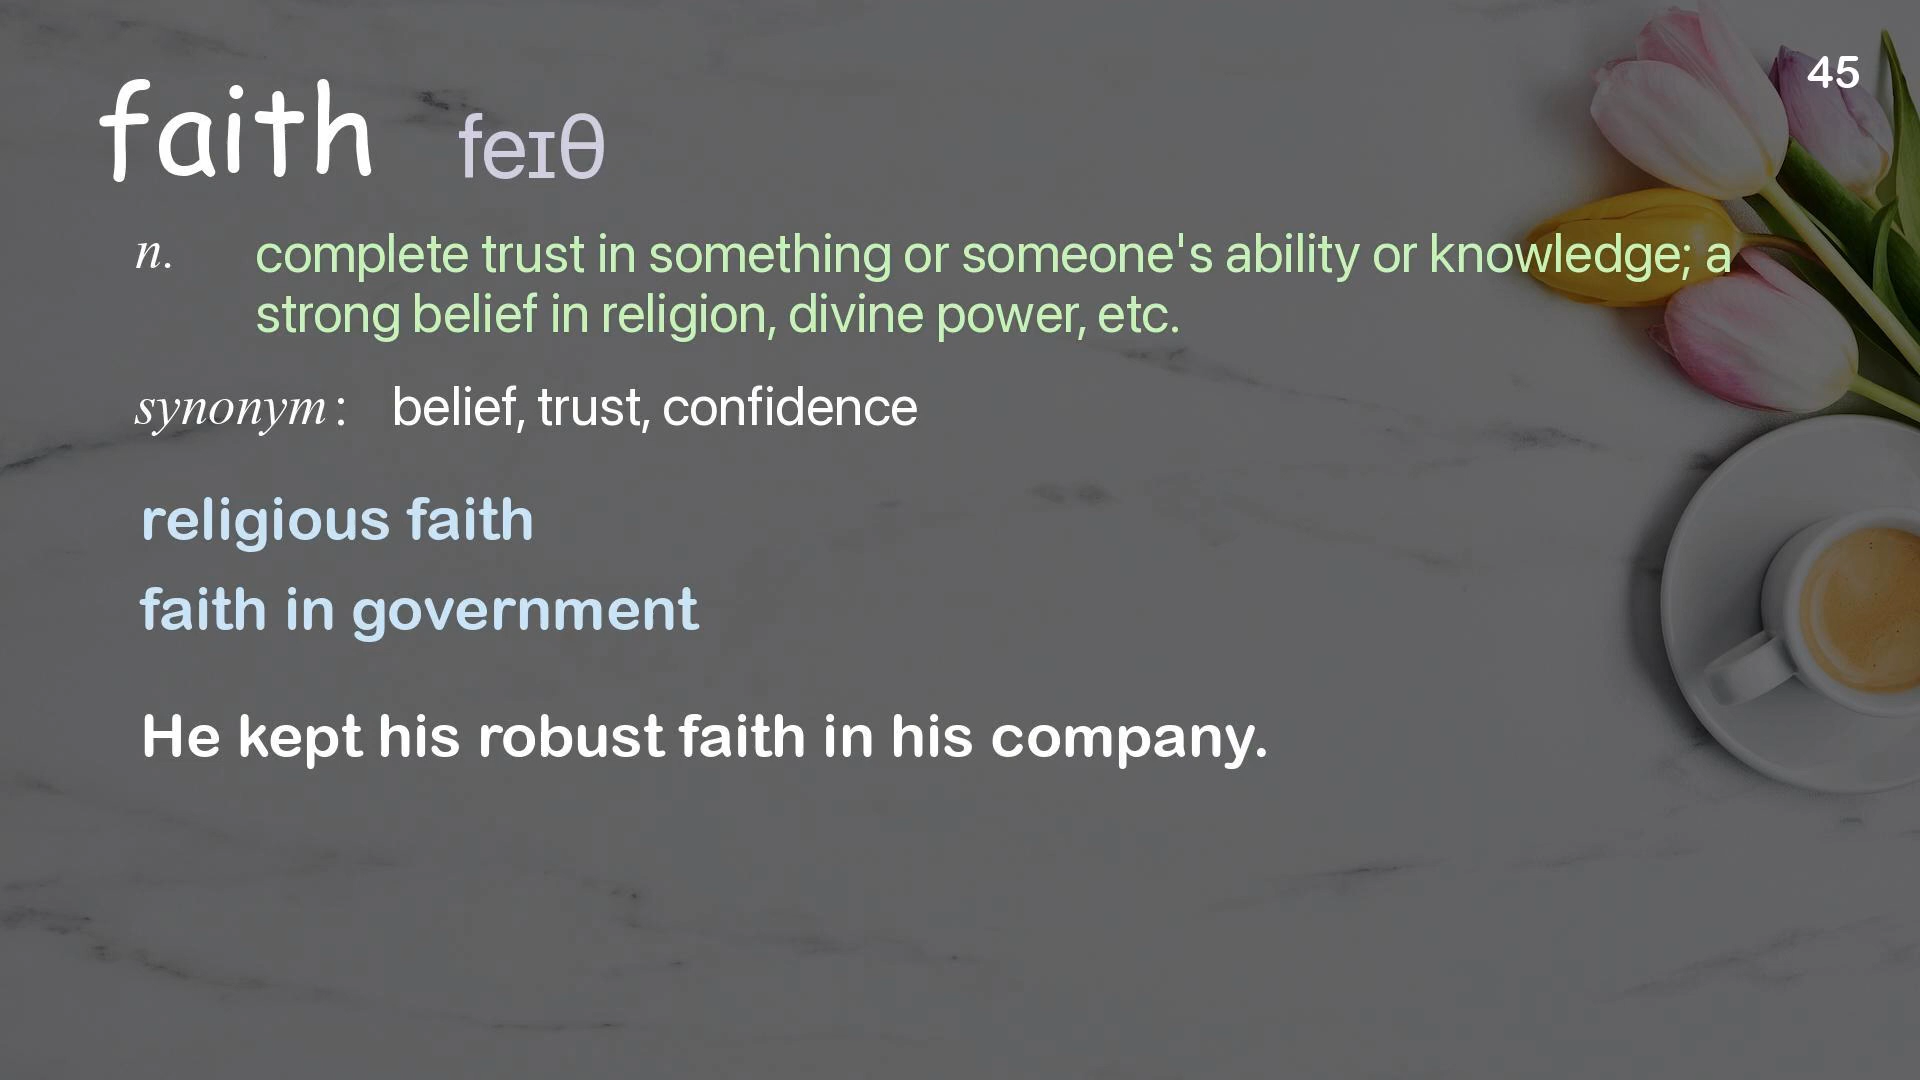 45
faith feɪθ
n. complete trust in something or someone's ability or knowledge; a
strong belief in religion, divine power, etc.
synonym: belief, trust, confidence
religious faith
faith in government
He kept his robust faith in his company.